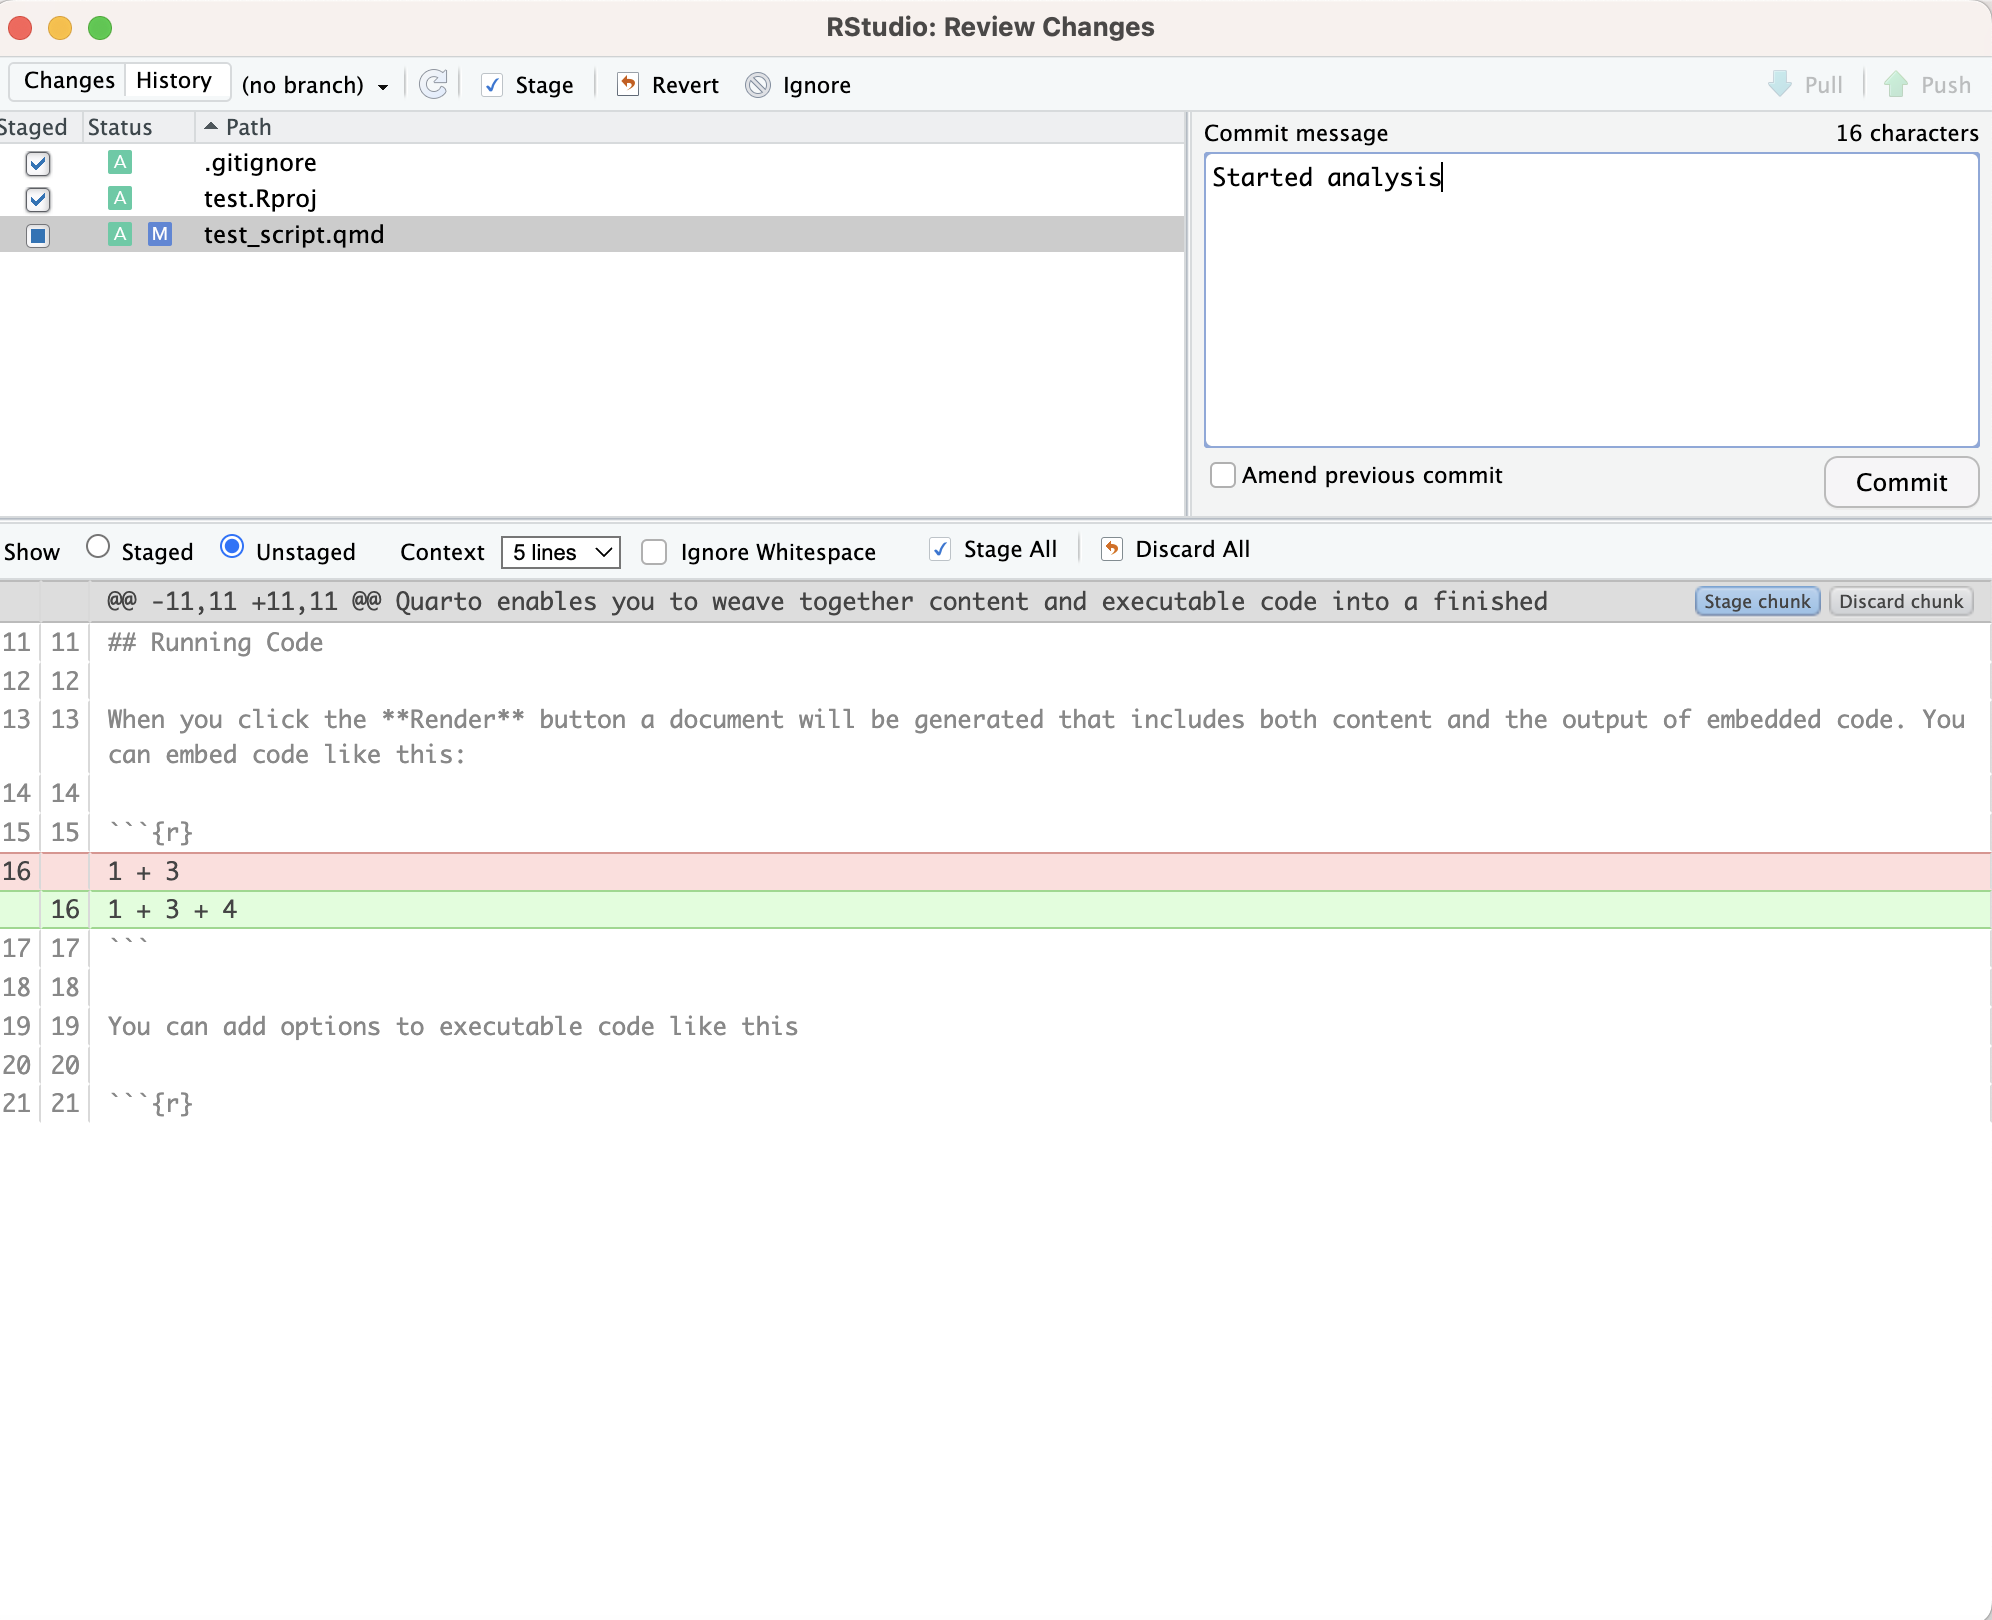 RStudio: Review Changes
Changes History (no branch) Stage Revert Ignore Pull Push
Staged Status Path
A .gitignore
A test.Rproj
A M test_script.qmd
Commit message 16 characters
Started analysis
Amend previous commit Commit
Show Staged Unstaged Context 5 lines Ignore Whitespace Stage All Discard All
@@ -11,11 +11,11 @@ Quarto enables you to weave together content and executable code into a finished Stage chunk Discard chunk
11 11 ## Running Code
12 12
13 13 When you click the **Render** button a document will be generated that includes both content and the output of embedded code. You
can embed code like this:
14 14
15 15 ```{r}
16 1 + 3
16 1 + 3 + 4
17 17 ```
18 18
19 19 You can add options to executable code like this
20 20
21 21 ```{r}